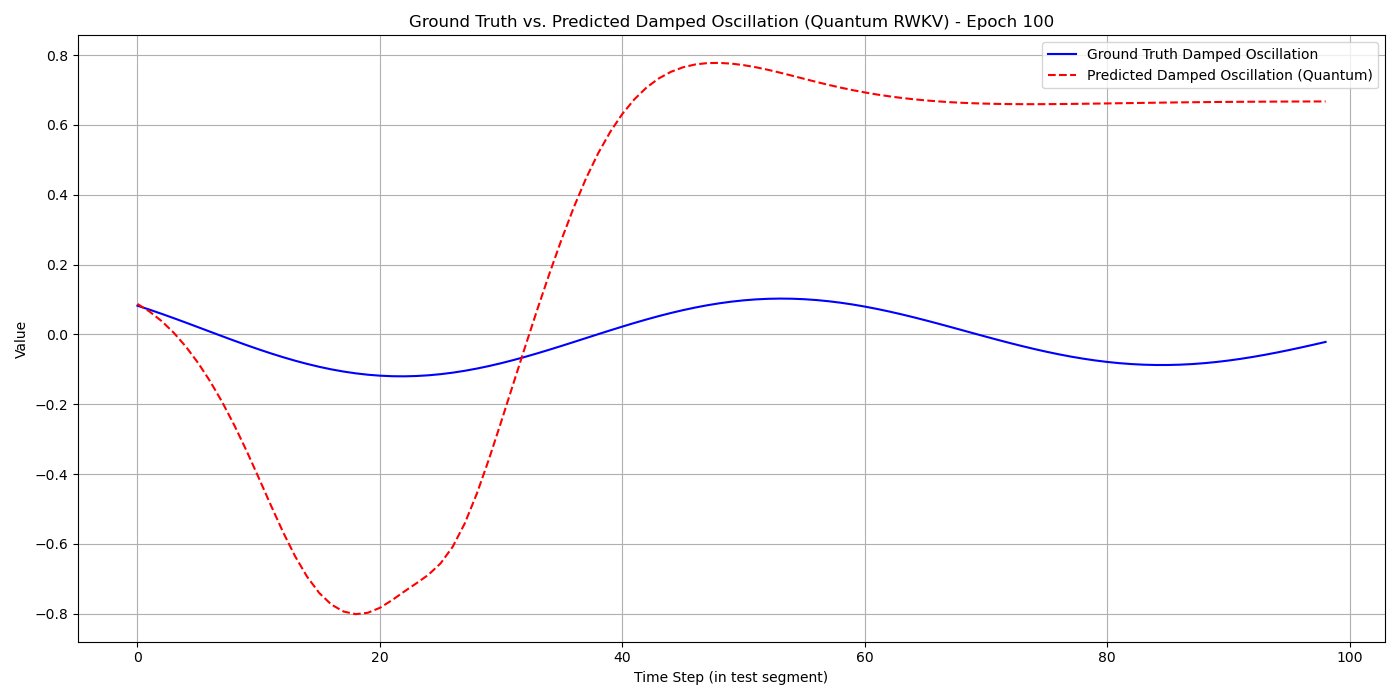 Ground Truth vs. Predicted Damped Oscillation (Quantum RWKV) - Epoch 100
Ground Truth Damped Oscillation
Predicted Damped Oscillation (Quantum)
Value
0.8
0.6
0.4
0.2
0.0
−0.2
−0.4
−0.6
−0.8
0 20 40 60 80 100
Time Step (in test segment)